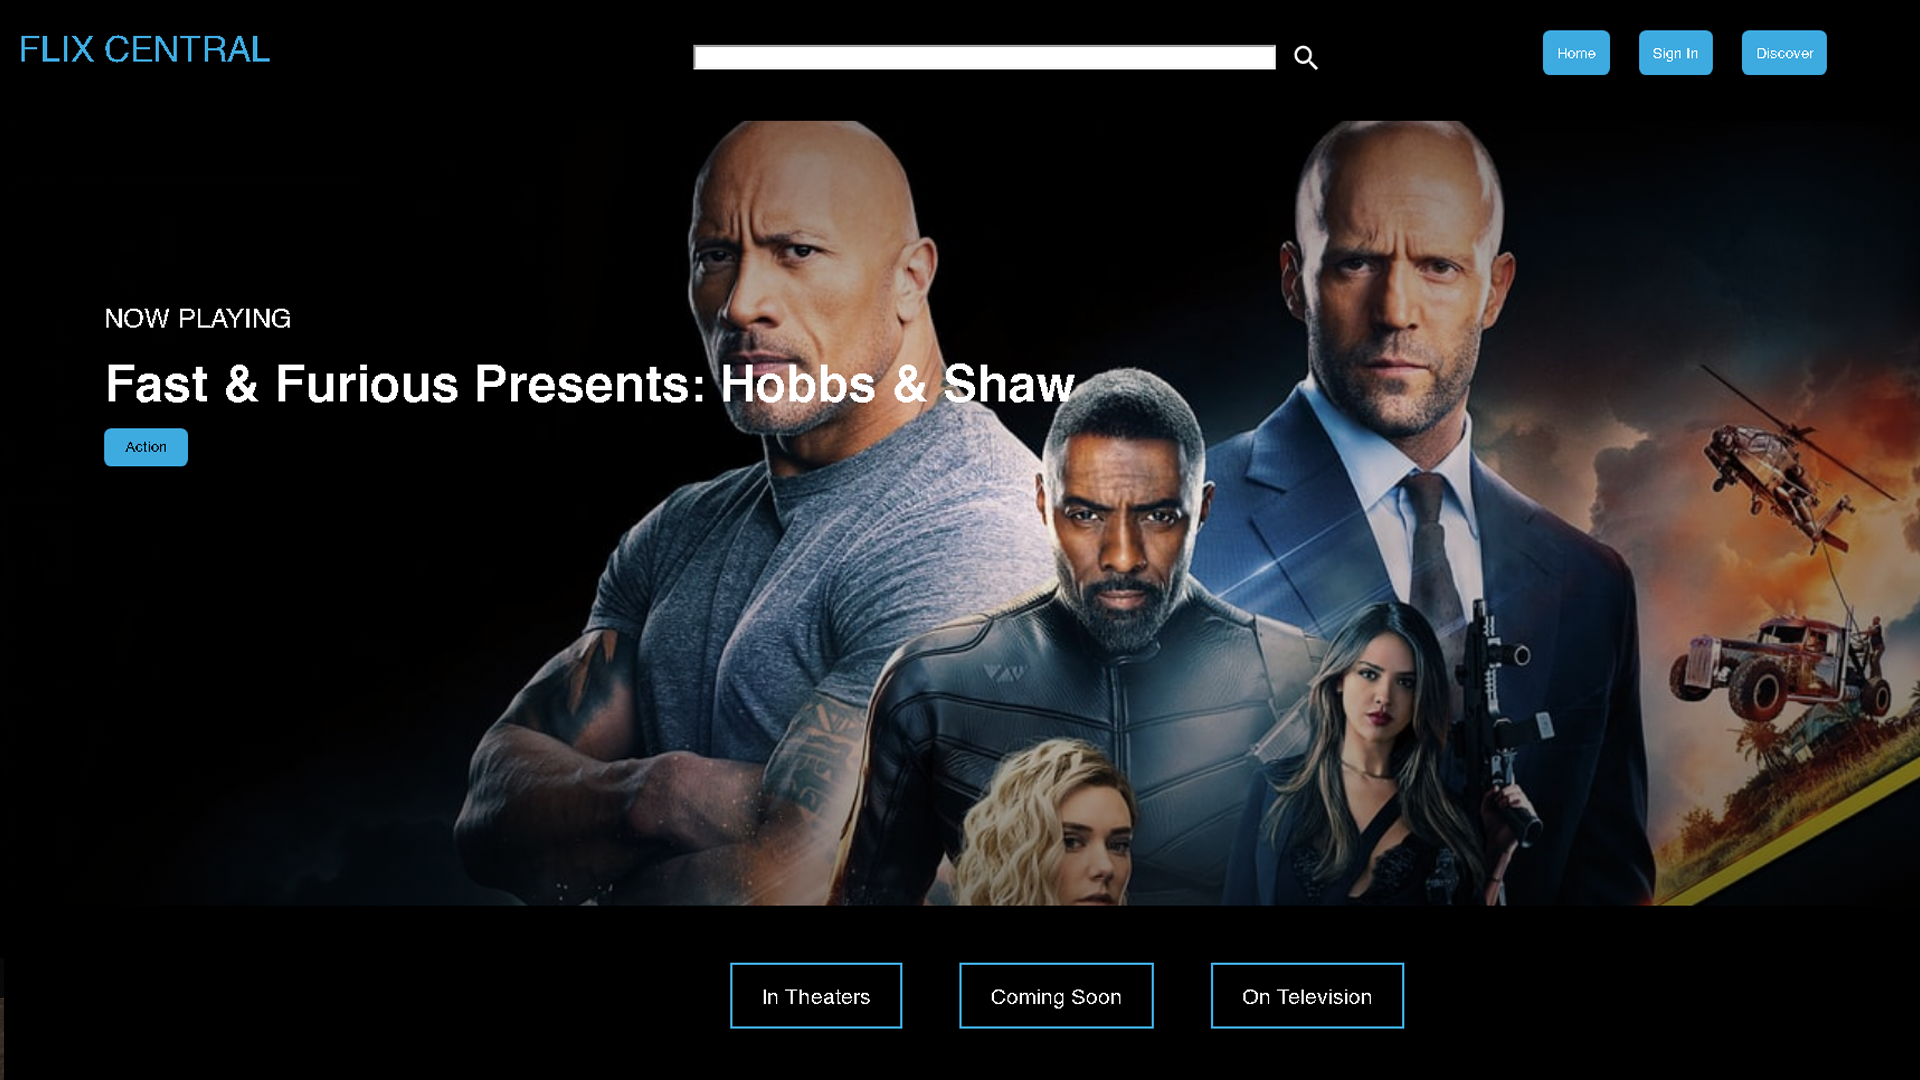 FLIX CENTRAL
Home
Sign In
Discover
NOW PLAYING
Fast & Furious Presents: Hobbs & Shaw
Action
In Theaters
Coming Soon
On Television